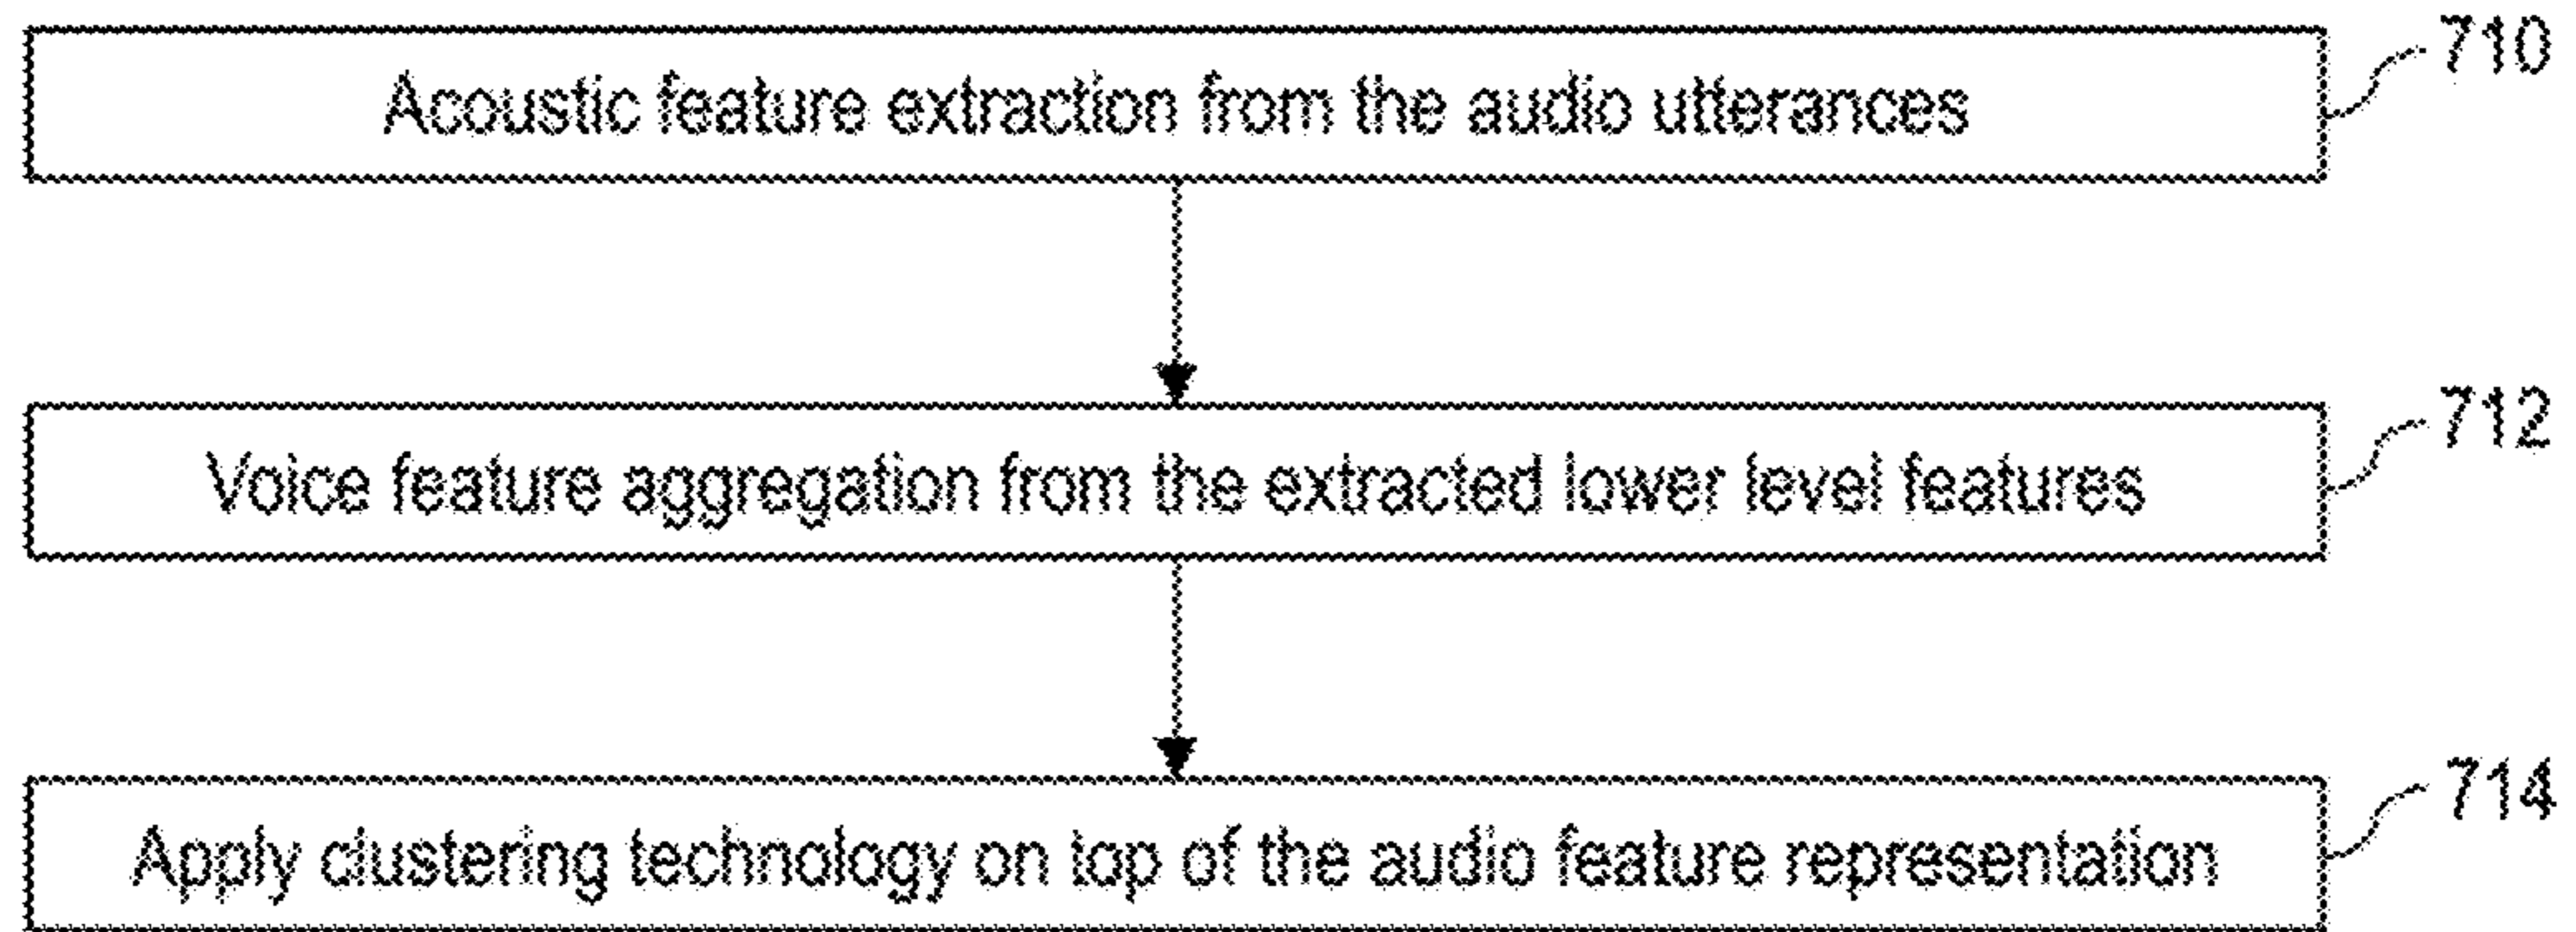 Acoustic feature extraction from the audio utterances
710
Voice feature aggregation from the extracted lower level features
712
Apply clustering technology on top of the audio feature representation
714